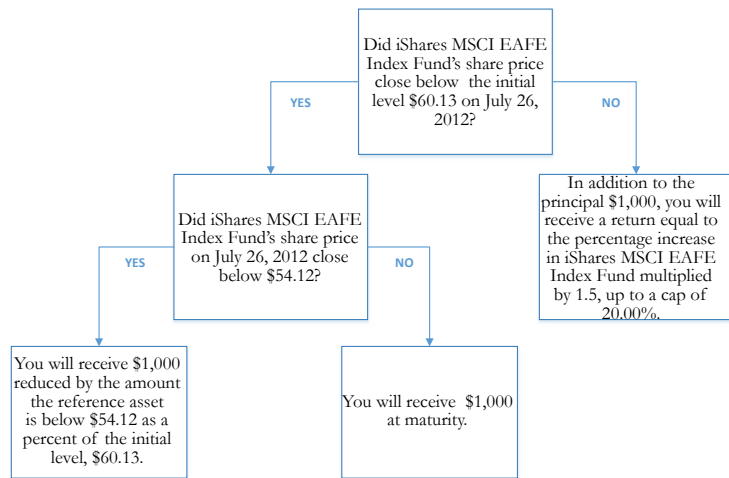 Did iShares MSCI EAFE
Index Fund's share price
close below the initial
level $60.13 on July 26,
2012?
YES
NO
Did iShares MSCI EAFE
Index Fund's share price
on July 26, 2012 close
below $54.12?
In addition to the
principal $1,000, you will
receive a return equal to
the percentage increase
in iShares MSCI EAFE
Index Fund multiplied
by 1.5, up to a cap of
20.00%.
YES
NO
You will receive $1,000
reduced by the amount
the reference asset
is below $54.12 as a
percent of the initial
level, $60.13.
You will receive $1,000
at maturity.